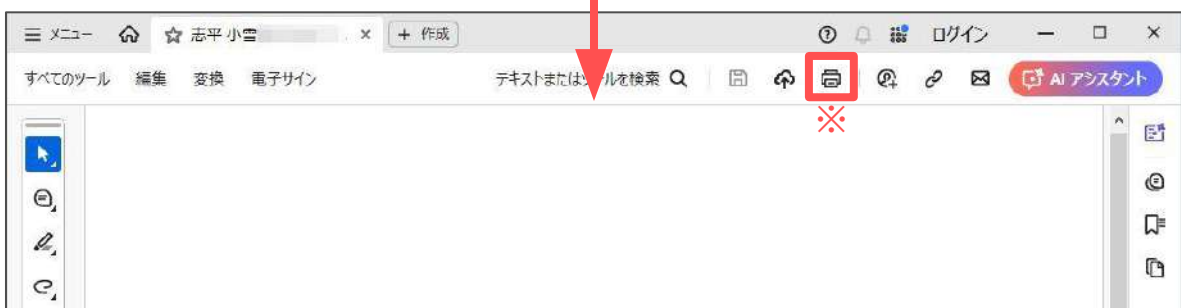 メニュー 志平 小雪 + 作成 ログイン
すべてのツール 編集 変換 電子サイン テキストまたはツールを検索 AI アシスタント
※